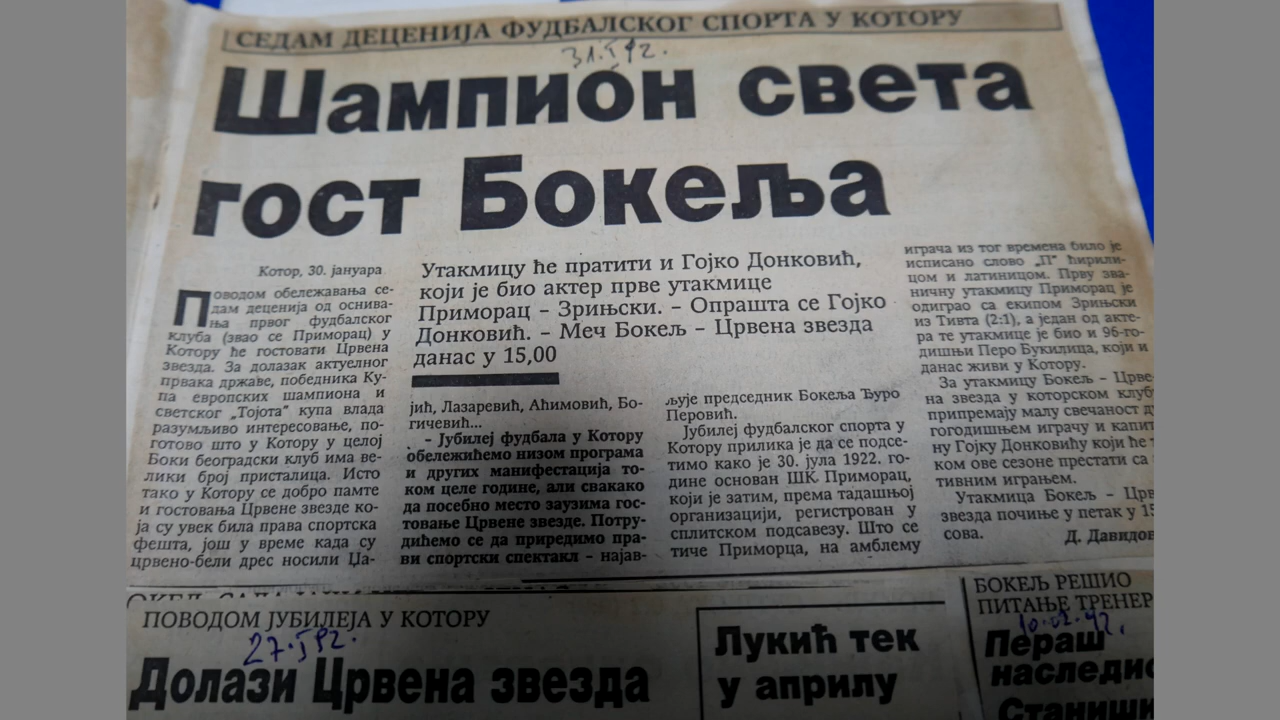 СЕДАМ ДЕЦЕНИЈА ФУДБАЛСКОГ СПОРТА У КОТОРУ
31. I 92.
Шампион света
гост Бокеља
Котор, 30. јануара
Поводом обележавања се-
дам деценија од оснива-
ња првог фудбалског
клуба (звао се Приморац) у
Котору ће гостовати Црвена
звезда. За долазак актуелног
првака државе, победника Ку-
па европских шампиона и
светског „Тојота” купа влада
разумљиво интересовање, по-
готово што у Котору у целој
Боки београдски клуб има ве-
лики број присталица. Исто
тако у Котору се добро памте
и гостовања Црвене звезде ко-
ја су увек била права спортска
фешта, још у време када су
црвено-бели дрес носили Ца-
Утакмицу ће пратити и Гојко Донковић,
који је био актер прве утакмице
Приморац – Зрињски. – Опрашта се Гојко
Донковић. – Меч Бокељ – Црвена звезда
данас у 15,00
јић, Лазаревић, Аћимовић, Бо-
гичевић...
– Јубилеј фудбала у Котору
обележићемо низом програма
и других манифестација то-
ком целе године, али свакако
да посебно место заузима гос-
товање Црвене звезде. Потру-
дићемо се да приредимо пра-
ви спортски спектакл – најав-
љује председник Бокеља Ђуро
Перовић.
Јубилеј фудбалског спорта у
Котору прилика је да се подсе-
тимо како је 30. јула 1922. го-
дине основан ШК Приморац,
који је затим, према тадашњој
организацији, регистрован у
сплитском подсавезу. Што се
тиче Приморца, на амблему
играча из тог времена било је
исписано слово „П” ћирили-
цом и латиницом. Прву зва-
ничну утакмицу Приморац је
одиграо са екипом Зрињски
из Тивта (2:1), а један од акте-
ра те утакмице је био и 96-го-
дишњи Перо Букилица, који и
данас живи у Котору.
За утакмицу Бокељ – Црве-
на звезда у которском клуб
припремају малу свечаност д
гогодишњем играчу и капит
ну Гојку Донковићу који ће т
ком ове сезоне престати са
тивним играњем.
Утакмица Бокељ – Црв
звезда почиње у петак у 15
сова.
Д. Давидов
ПОВОДОМ ЈУБИЛЕЈА У КОТОРУ
27. I 92.
Долази Црвена звезда
Лукић тек
у априлу
БОКЕЉ РЕШИО
ПИТАЊЕ ТРЕНЕР
10.02.92.
Пераш
наследио
Станиши